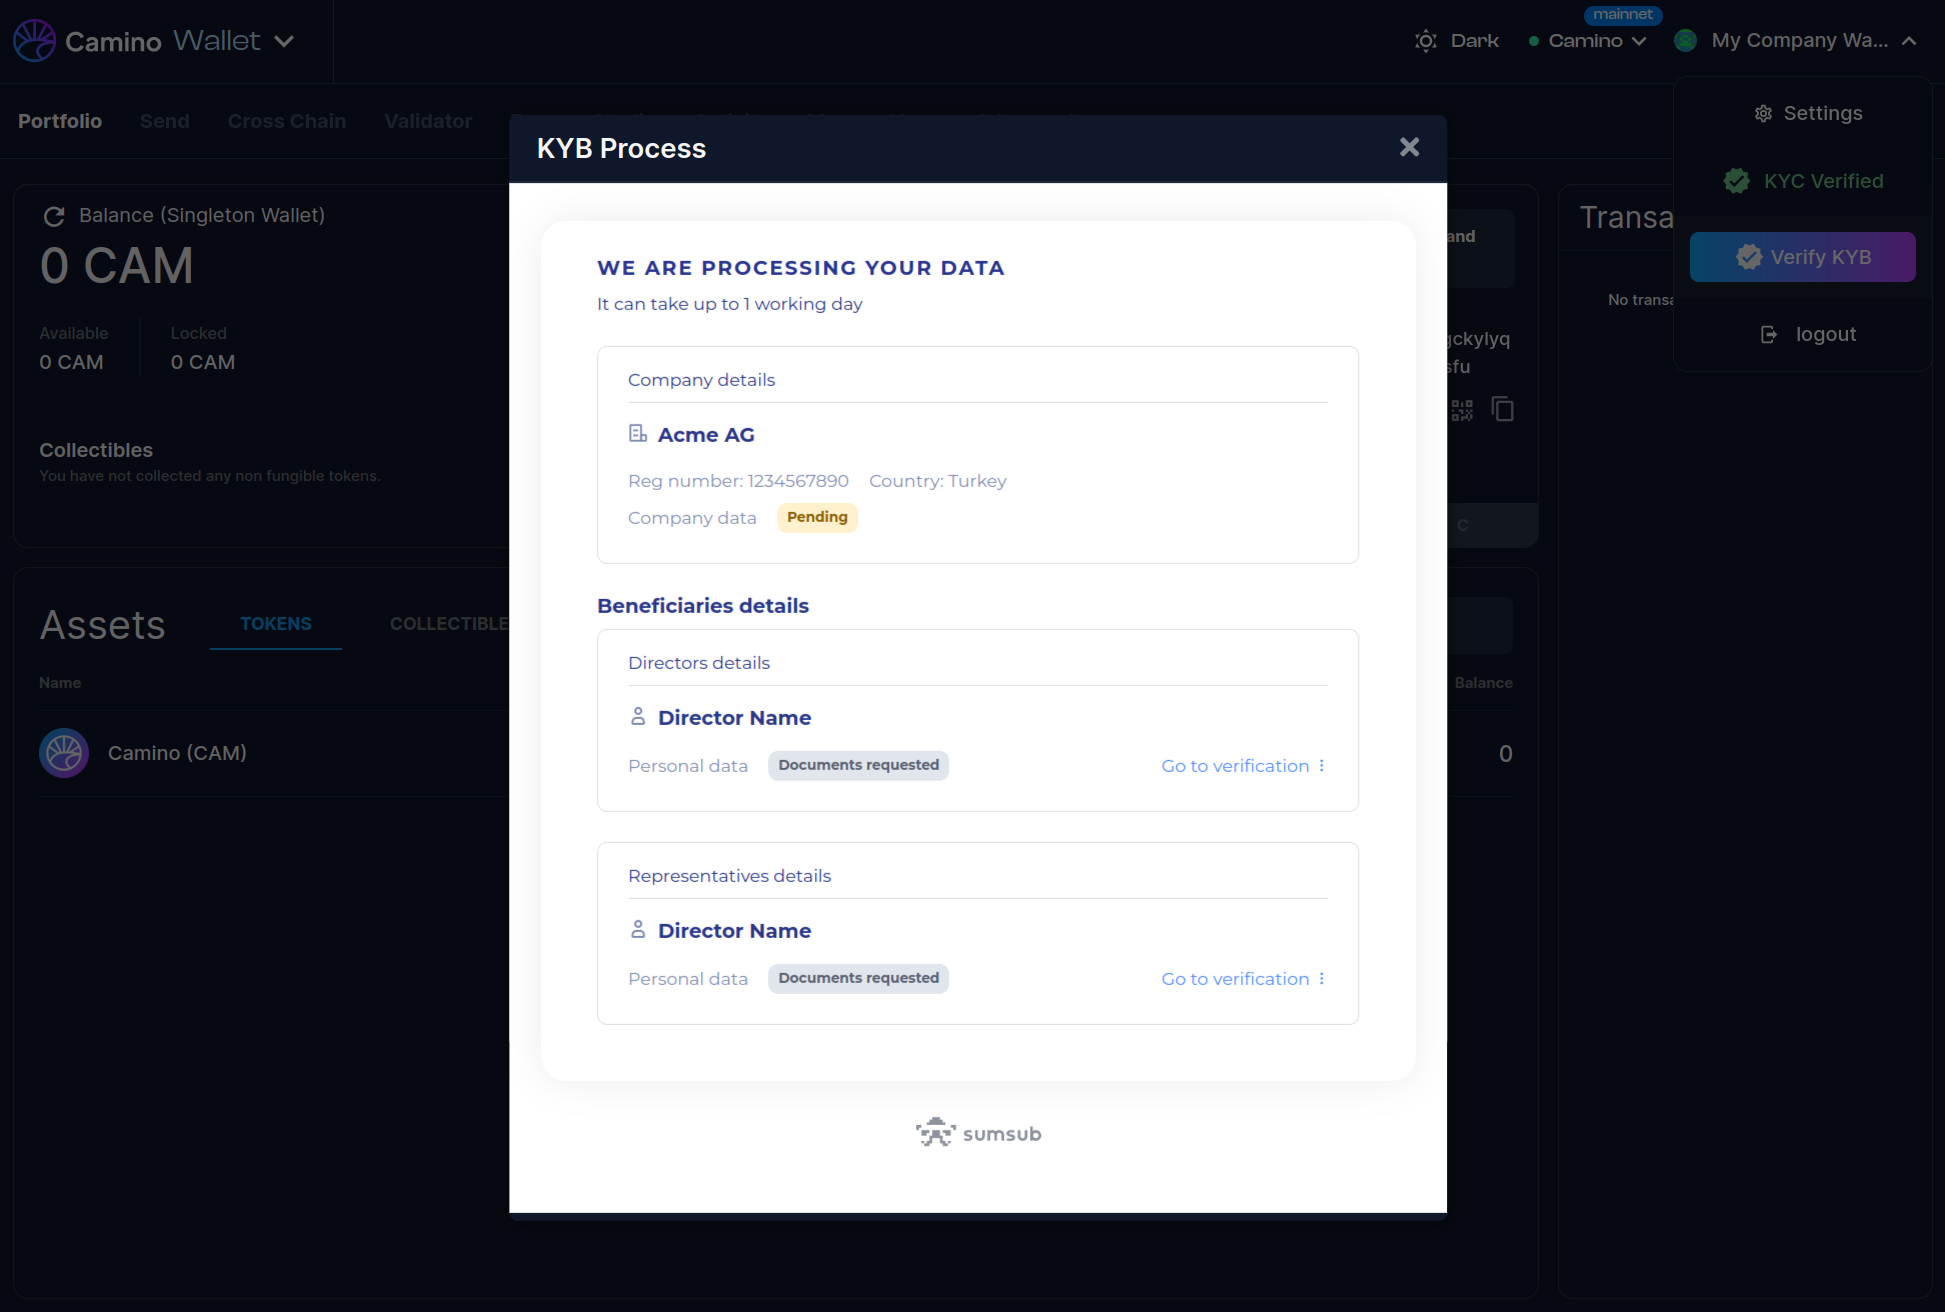 Camino Wallet
mainnet
Dark
Camino
My Company Wa...
Portfolio
Send
Cross Chain
Validator
Settings
KYC Verified
Verify KYB
logout
KYB Process
Balance (Singleton Wallet)
0 CAM
Available
Locked
0 CAM
0 CAM
Collectibles
You have not collected any non fungible tokens.
and
gckylyq
sfu
C
Transa
No transa
WE ARE PROCESSING YOUR DATA
It can take up to 1 working day
Company details
Acme AG
Reg number: 1234567890 Country: Turkey
Company data Pending
Beneficiaries details
Directors details
Director Name
Personal data Documents requested Go to verification
Representatives details
Director Name
Personal data Documents requested Go to verification
sumsub
Assets
TOKENS
COLLECTIBLE
Name
Balance
Camino (CAM)
0